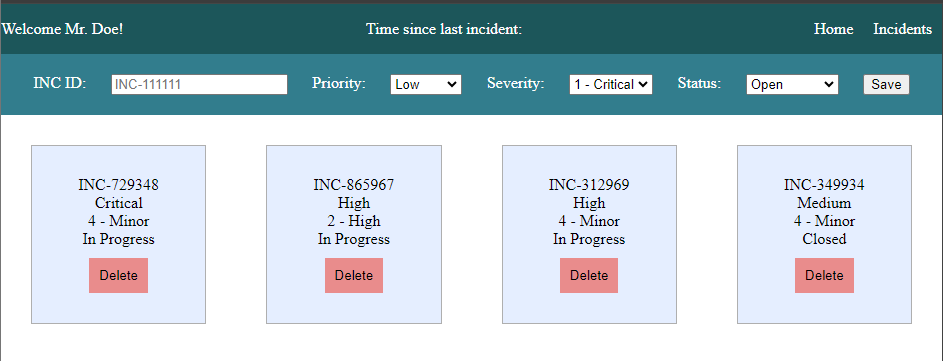 Welcome Mr. Doe! Time since last incident: Home Incidents
INC ID: INC-111111 Priority: Low Severity: 1 - Critical Status: Open Save
INC-729348
Critical
4 - Minor
In Progress
Delete
INC-865967
High
2 - High
In Progress
Delete
INC-312969
High
4 - Minor
In Progress
Delete
INC-349934
Medium
4 - Minor
Closed
Delete